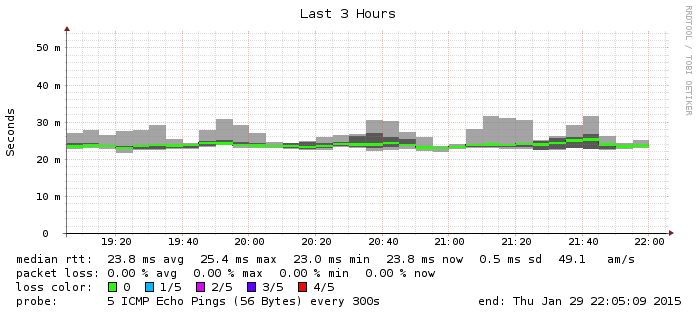 Last 3 Hours
RRDTOOL / TOBI OETIKER
Seconds
50 m
40 m
30 m
20 m
10 m
0
19:20 19:40 20:00 20:20 20:40 21:00 21:20 21:40 22:00
median rtt: 23.8 ms avg 25.4 ms max 23.0 ms min 23.8 ms now 0.5 ms sd 49.1 am/s
packet loss: 0.00 % avg 0.00 % max 0.00 % min 0.00 % now
loss color: 0 1/5 2/5 3/5 4/5
probe: 5 ICMP Echo Pings (56 Bytes) every 300s end: Thu Jan 29 22:05:09 2015